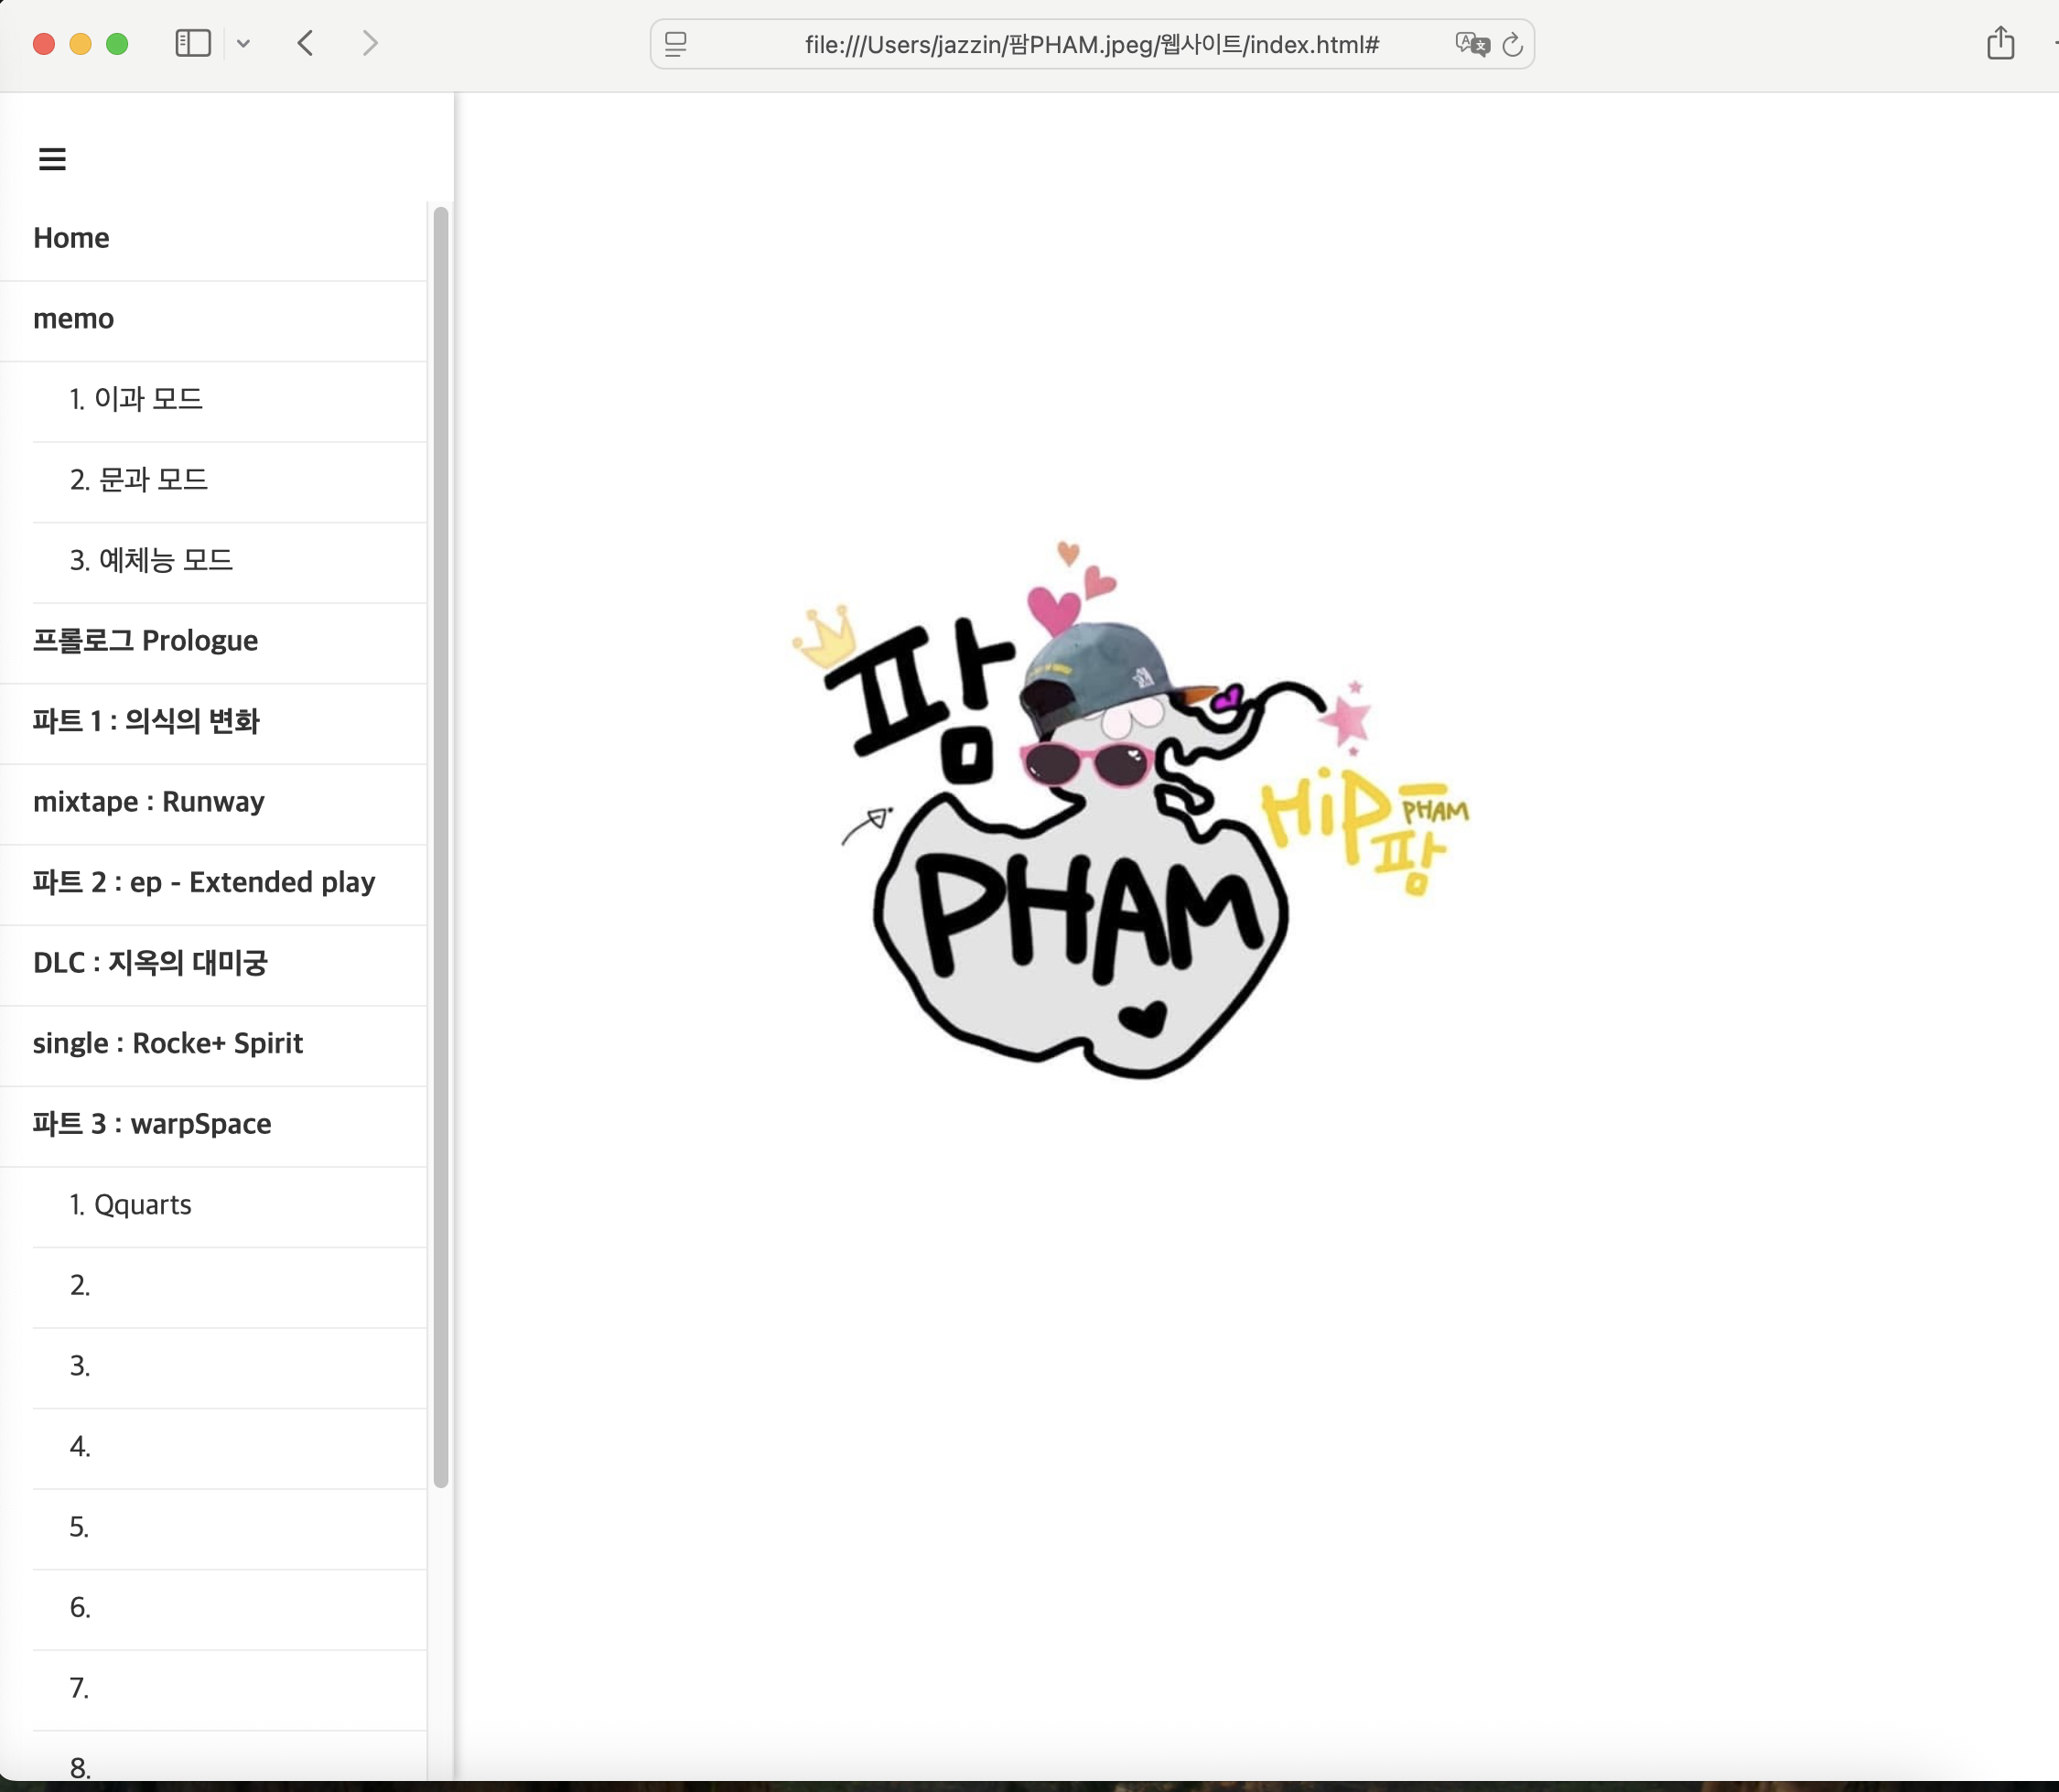 file:///Users/jazzin/팜PHAM.jpeg/웹사이트/index.html#
Home
memo
1. 이과 모드
2. 문과 모드
3. 예체능 모드
프롤로그 Prologue
파트 1 : 의식의 변화
mixtape : Runway
파트 2 : ep - Extended play
DLC : 지옥의 대미궁
single : Rocke+ Spirit
파트 3 : warpSpace
1. Qquarts
2.
3.
4.
5.
6.
7.
8.
팜
HiP PHAM
팜
PHAM